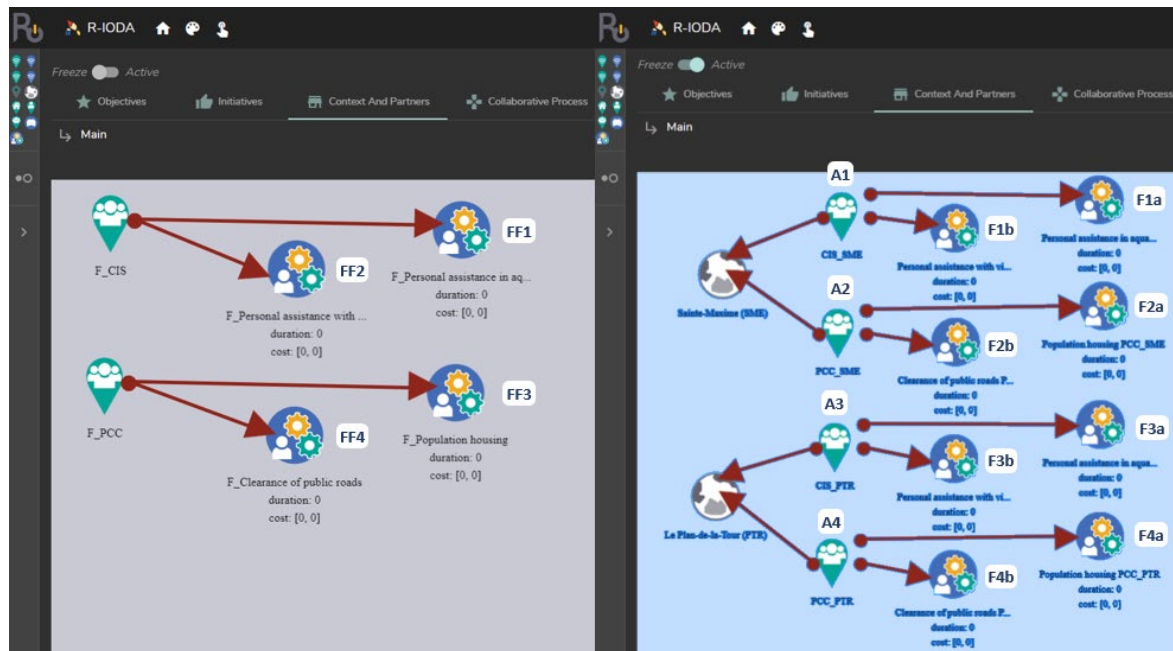 R-IODA
Freeze Active
Objectives Initiatives Context And Partners Collaborative Process
Main
F_CIS
FF1
F_Personal assistance in aq...
duration: 0
cost: [0, 0]
FF2
F_Personal assistance with ...
duration: 0
cost: [0, 0]
F_PCC
FF3
F_Population housing
duration: 0
cost: [0, 0]
FF4
F_Clearance of public roads
duration: 0
cost: [0, 0]
R-IODA
Freeze Active
Objectives Initiatives Context And Partners Collaborative Process
Main
A1
CIS_SME
F1a
Personal assistance in aqua...
duration: 0
cost: [0, 0]
F1b
Personal assistance with vi...
duration: 0
cost: [0, 0]
Sainte-Maxime (SME)
A2
PCC_SME
F2a
Population housing PCC_SME
duration: 0
cost: [0, 0]
F2b
Clearance of public roads P...
duration: 0
cost: [0, 0]
A3
CIS_PTR
F3a
Personal assistance in aqua...
duration: 0
cost: [0, 0]
F3b
Personal assistance with vi...
duration: 0
cost: [0, 0]
Le Plan-de-la-Tour (PTR)
A4
PCC_PTR
F4a
Population housing PCC_PTR
duration: 0
cost: [0, 0]
F4b
Clearance of public roads P...
duration: 0
cost: [0, 0]